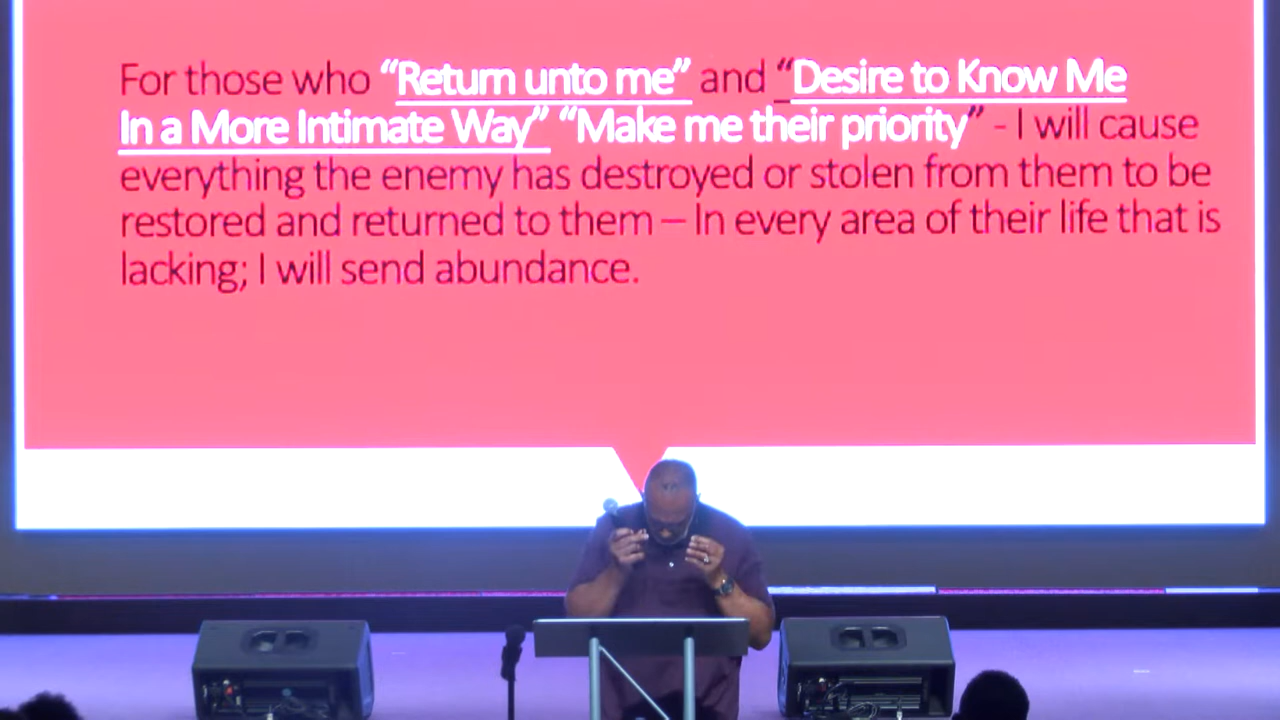 For those who “Return unto me” and “Desire to Know Me
In a More Intimate Way” “Make me their priority” - I will cause
everything the enemy has destroyed or stolen from them to be
restored and returned to them – In every area of their life that is
lacking; I will send abundance.